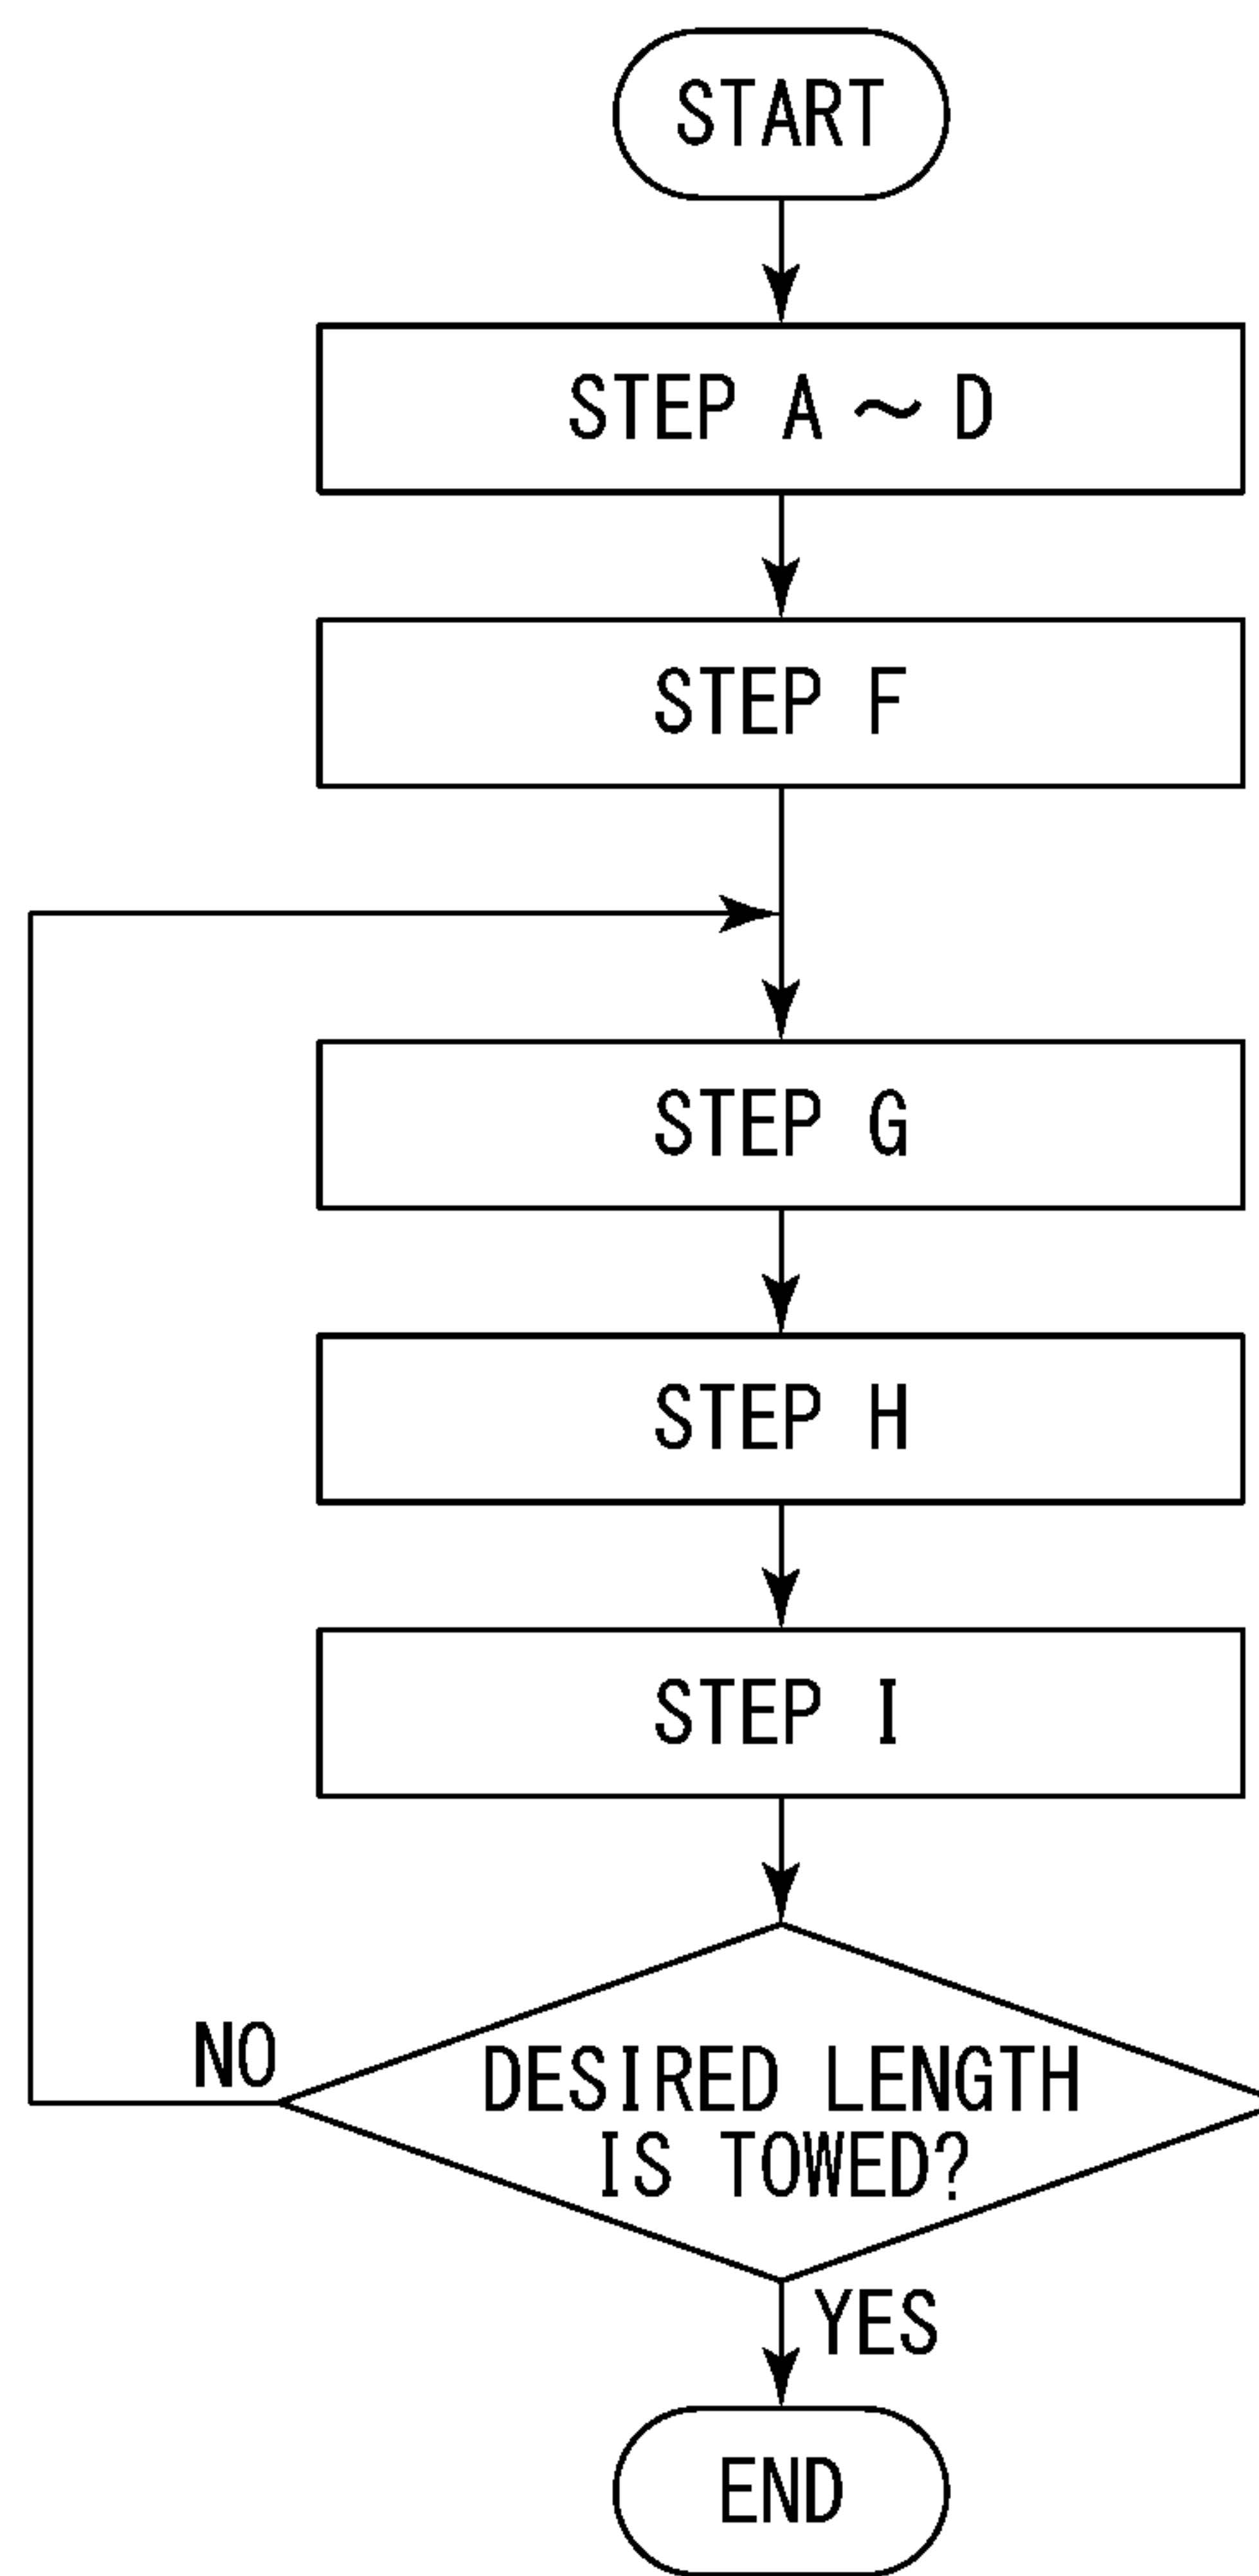 START
STEP A ～ D
STEP F
STEP G
STEP H
STEP I
NO
DESIRED LENGTH
IS TOWED?
YES
END